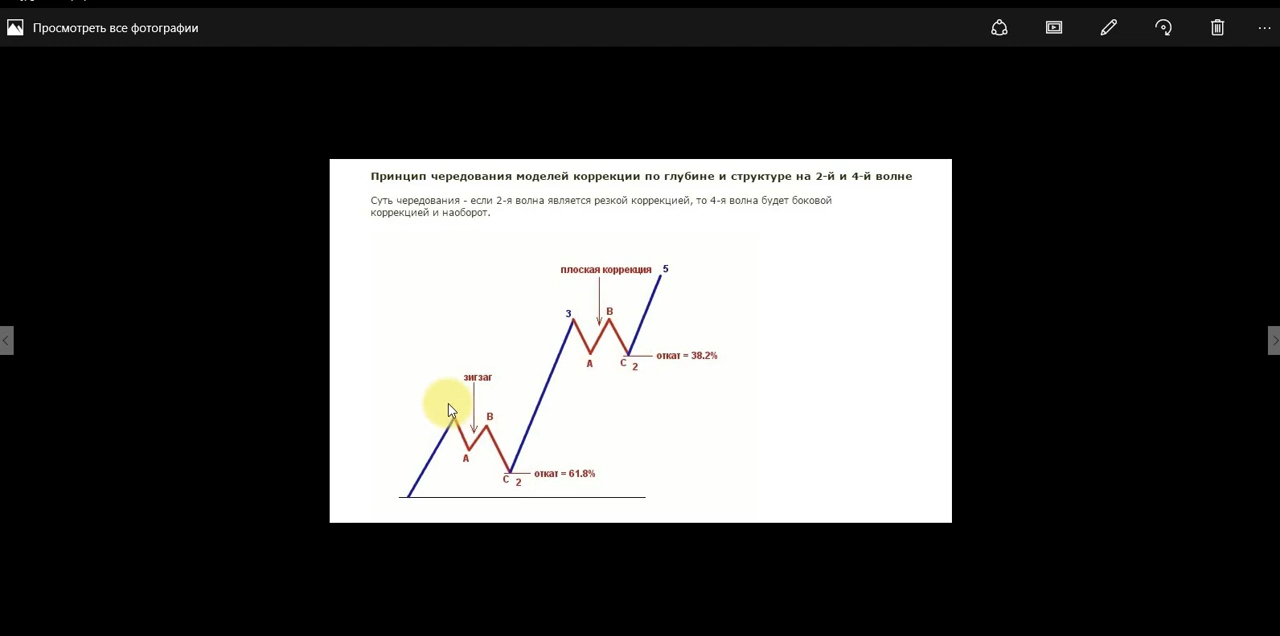 Просмотреть все фотографии
Принцип чередования моделей коррекции по глубине и структуре на 2-й и 4-й волне
Суть чередования - если 2-я волна является резкой коррекцией, то 4-я волна будет боковой
коррекцией и наоборот.
плоская коррекция 5
3 B
откат = 38.2%
A C 2
зигзаг
B
A
откат = 61.8%
C 2